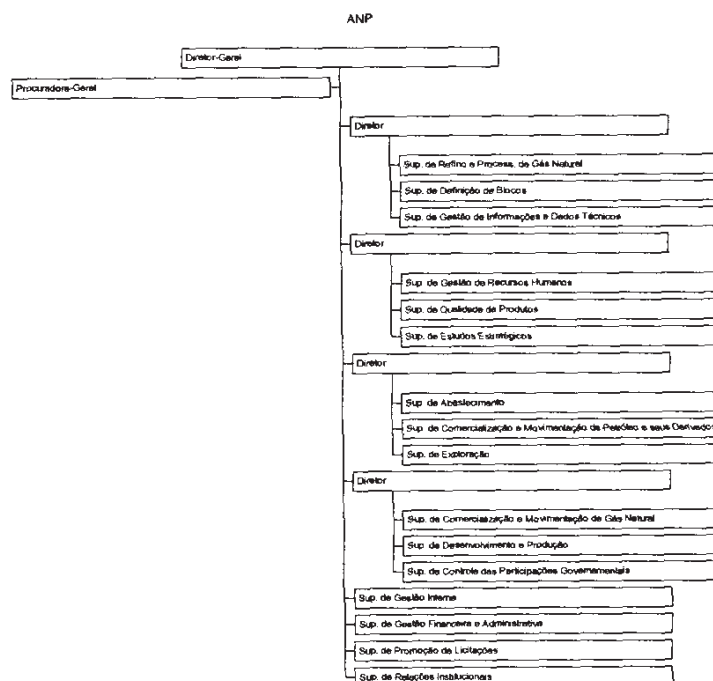 ANP
Diretor-Geral
Procuradora-Geral
Diretor
Sup. de Refino e Process. de Gás Natural
Sup. de Definição de Blocos
Sup. de Gestão de Informações e Dados Técnicos
Diretor
Sup. de Gestão de Recursos Humanos
Sup. de Qualidade de Produtos
Sup. de Estudos Estratégicos
Diretor
Sup. de Abastecimento
Sup. de Comercialização e Movimentação de Petróleo e seus Derivados
Sup. de Exploração
Diretor
Sup. de Comercialização e Movimentação de Gás Natural
Sup. de Desenvolvimento e Produção
Sup. de Controle das Participações Governamentais
Sup. de Gestão Interna
Sup. de Gestão Financeira e Administrativa
Sup. de Promoção de Licitações
Sup. de Relações Institucionais